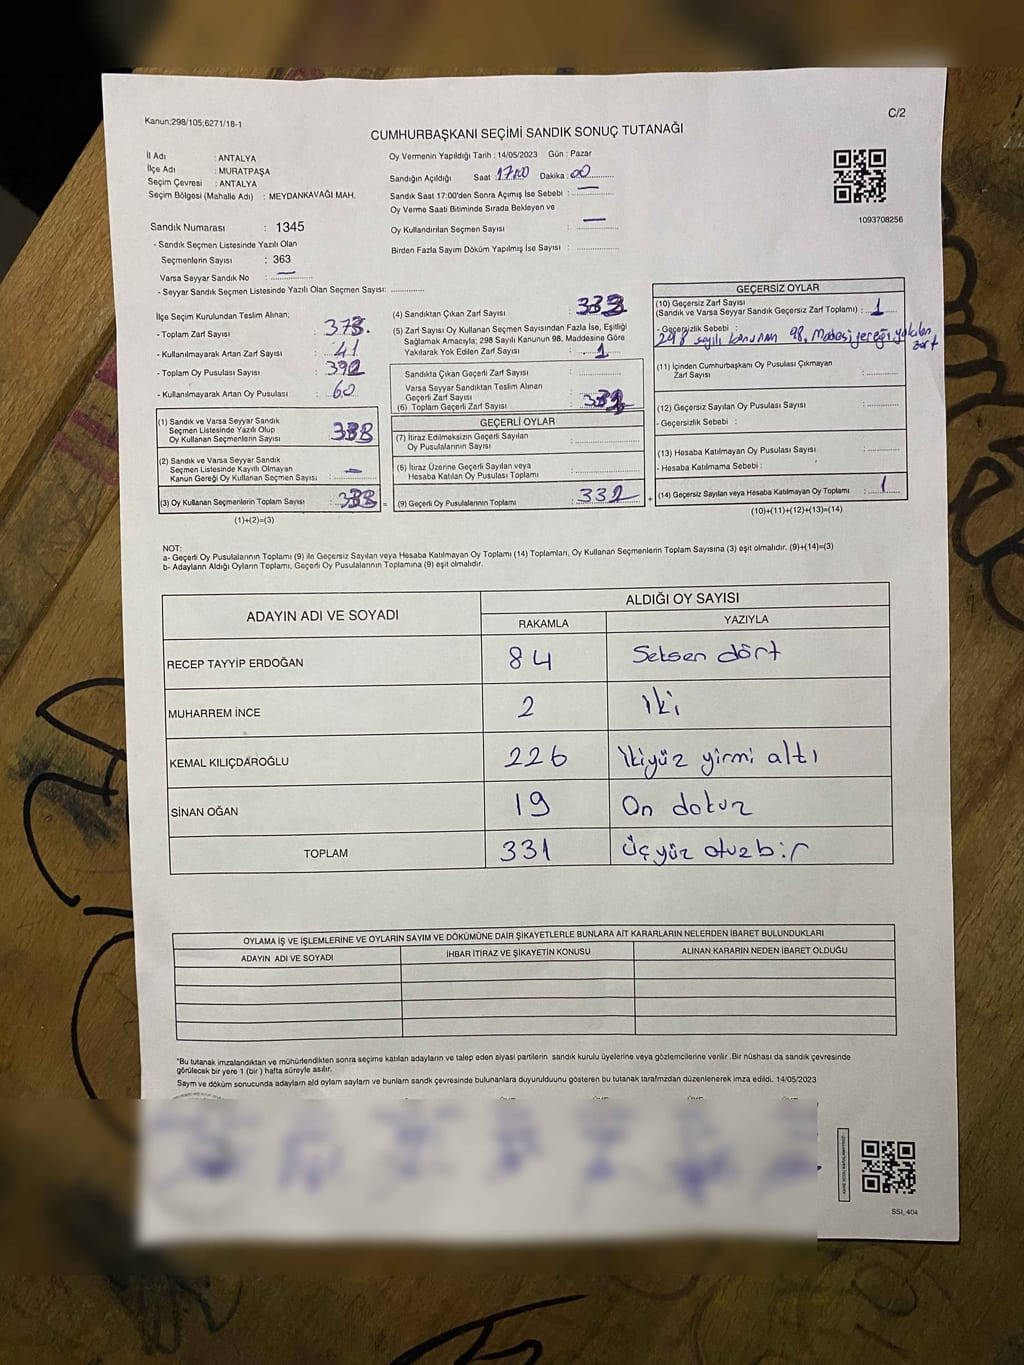 Kanun;298/105;6271/18-1
C/2
CUMHURBAŞKANI SEÇİMİ SANDIK SONUÇ TUTANAĞI
İl Adı : ANTALYA
İlçe Adı : MURATPAŞA
Seçim Çevresi : ANTALYA
Seçim Bölgesi (Mahalle Adı) : MEYDANKAVAĞI MAH.
Oy Vermenin Yapıldığı Tarih : 14/05/2023 Gün : Pazar
Sandığın Açıldığı Saat Dakika : 00
Sandık Saat 17:00'den Sonra Açımış İse Sebebi :
Oy Verme Saati Bitiminde Sırada Bekleyen ve
Oy Kullandırılan Seçmen Sayısı :
Birden Fazla Sayım Döküm Yapılmış İse Sayısı :
1093708256
Sandık Numarası : 1345
- Sandık Seçmen Listesinde Yazılı Olan
Seçmenlerin Sayısı : 363
Varsa Seyyar Sandık No : —
- Seyyar Sandık Seçmen Listesinde Yazılı Olan Seçmen Sayısı:
İlçe Seçim Kurulundan Teslim Alınan;
- Toplam Zarf Sayısı : 373.
- Kullanılmayarak Artan Zarf Sayısı : 41
- Toplam Oy Pusulası Sayısı :
- Kullanılmayarak Artan Oy Pusulası : 60
(1) Sandık ve Varsa Seyyar Sandık
Seçmen Listesinde Yazılı Olup
Oy Kullanan Seçmenlerin Sayısı
(2) Sandık ve Varsa Seyyar Sandık
Seçmen Listesinde Kayıllı Olmayan
Kanun Gereği Oy Kullanan Seçmen Sayısı : —
(3) Oy Kullanan Seçmenlerin Toplam Sayısı :
(1)+(2)=(3)
(4) Sandıktan Çıkan Zarf Sayısı : 333
(5) Zarf Sayısı Oy Kullanan Seçmen Sayısından Fazla İse, Eşitliği
Sağlamak Amacıyla; 298 Sayılı Kanunun 98. Maddesine Göre
Yakılarak Yok Edilen Zarf Sayısı : 1
Sandıkta Çıkan Geçerli Zarf Sayısı :
Varsa Seyyar Sandıktan Teslim Alınan
Geçerli Zarf Sayısı :
(6) Toplam Geçerli Zarf Sayısı :
GEÇERLİ OYLAR
(7) İtiraz Edilmeksizin Geçerli Sayılan
Oy Pusulalarının Sayısı :
(8) İtiraz Üzerine Geçerli Sayılan veya
Hesaba Katılan Oy Pusulası Toplamı :
(9) Geçerli Oy Pusulalarının Toplamı :
GEÇERSİZ OYLAR
(10) Geçersiz Zarf Sayısı
(Sandık ve Varsa Seyyar Sandık Geçersiz Zarf Toplamı) : 1
- Geçersizlik Sebebi :
298 sayılı kanunun 98. Maddesi gereği yakılan
zarf
(11) İçinden Cumhurbaşkanı Oy Pusulası Çıkmayan
Zarf Sayısı :
(12) Geçersiz Sayılan Oy Pusulası Sayısı :
- Geçersizlik Sebebi :
(13) Hesaba Katılmayan Oy Pusulası Sayısı :
- Hesaba Katılmama Sebebi :
(14) Geçersiz Sayılan veya Hesaba Katılmayan Oy Toplamı : 1
(10)+(11)+(12)+(13)=(14)
NOT:
a- Geçerli Oy Pusulalarının Toplamı (9) ile Geçersiz Sayılan veya Hesaba Katılmayan Oy Toplamı (14) Toplamları, Oy Kullanan Seçmenlerin Toplam Sayısına (3) eşit olmalıdır. (9)+(14)=(3)
b- Adayların Aldığı Oyların Toplamı, Geçerli Oy Pusulalarının Toplamına (9) eşit olmalıdır.
ADAYIN ADI VE SOYADI
ALDIĞI OY SAYISI
RAKAMLA YAZIYLA
RECEP TAYYİP ERDOĞAN 84 Seksen dört
MUHARREM İNCE 2 İki
KEMAL KILIÇDAROĞLU 226 İkiyüz yirmi altı
SİNAN OĞAN 19 On dokuz
TOPLAM 331 Üçyüz otuzbir
OYLAMA İŞ VE İŞLEMLERİNE VE OYLARIN SAYIM VE DÖKÜMÜNE DAİR ŞİKAYETLERLE BUNLARA AİT KARARLARIN NELERDEN İBARET BULUNDUKLARI
ADAYIN ADI VE SOYADI İHBAR İTİRAZ VE ŞİKAYETİN KONUSU ALINAN KARARIN NEDEN İBARET OLDUĞU
*Bu tutanak imzalandıktan ve mühürlendikten sonra seçime katılan adayların ve talep eden siyasi partilerin sandık kurulu üyelerine veya gözlemcilerine verilir .Bir nüshası da sandık çevresinde
görülecek bir yere 1 (bir ) hafta süreyle asılır.
Sayım ve döküm sonucunda adayların aldığı oyların sayıları ve bunların sandık çevresinde bulunanlara duyurulduunu gösteren bu tutanak tarafımızdan düzenlenerek imza edildi. 14/05/2023
SSI_404